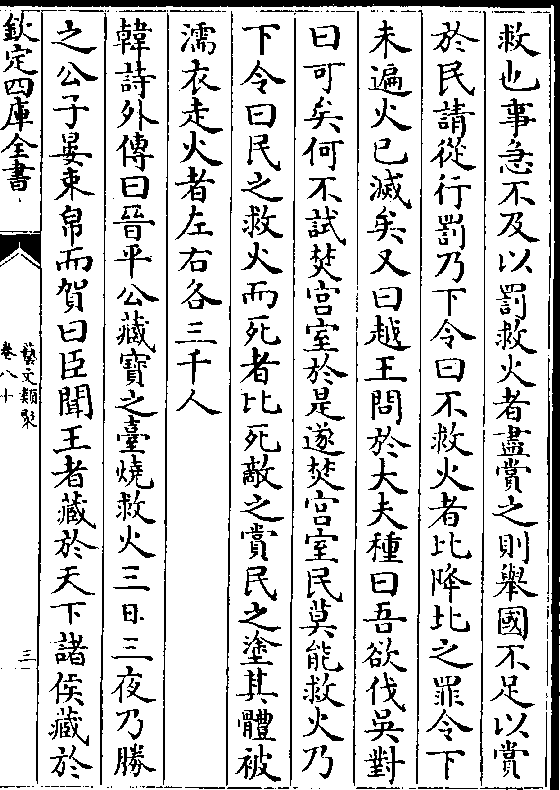 救也事急不及以罰救火者盡賞之則舉國不足以賞
於民請從行罰乃下令曰不救火者比降北之罪令下
未遍火已滅矣又曰越王問於大夫種曰吾欲伐吳對
曰可矣何不試焚宫室於是遂焚宫室民莫能救火乃
下令曰民之救火而死者比死敵之賞民之塗其體被
濡衣走火者左右各三千人
韓詩外傳曰晉平公藏寶之臺燒救火三日三夜乃勝
之公子晏束帛而賀曰臣聞王者藏於天下諸侯藏於
欽定四庫全書
藝文類聚
卷八十
三